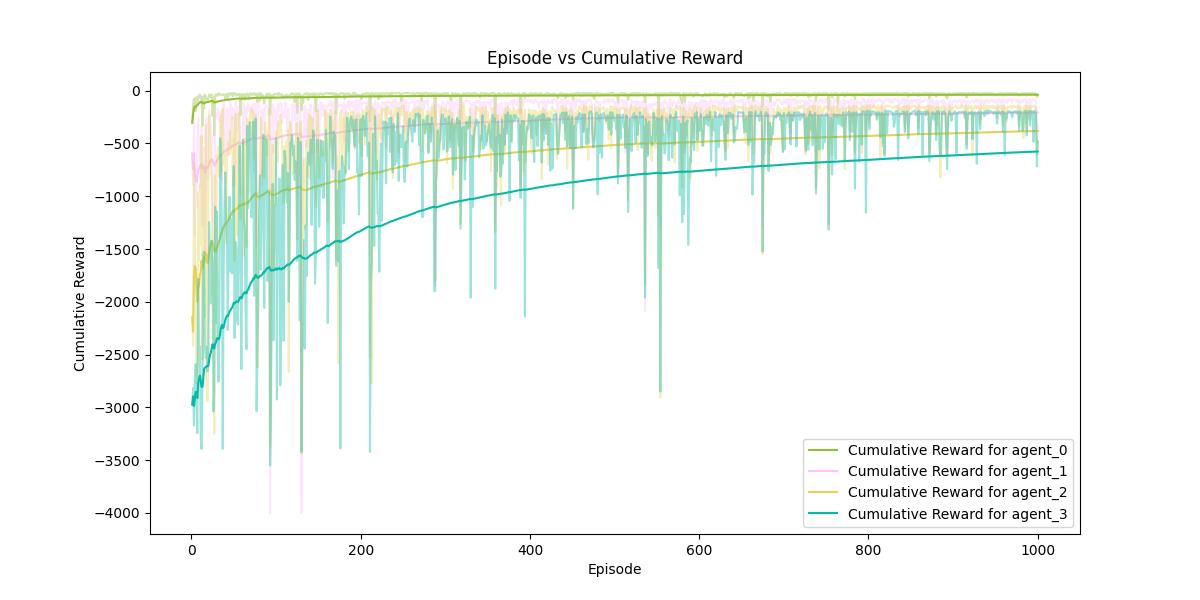 Episode vs Cumulative Reward
Cumulative Reward
0
−500
−1000
−1500
−2000
−2500
−3000
−3500
−4000
Cumulative Reward for agent_0
Cumulative Reward for agent_1
Cumulative Reward for agent_2
Cumulative Reward for agent_3
0 200 400 600 800 1000
Episode